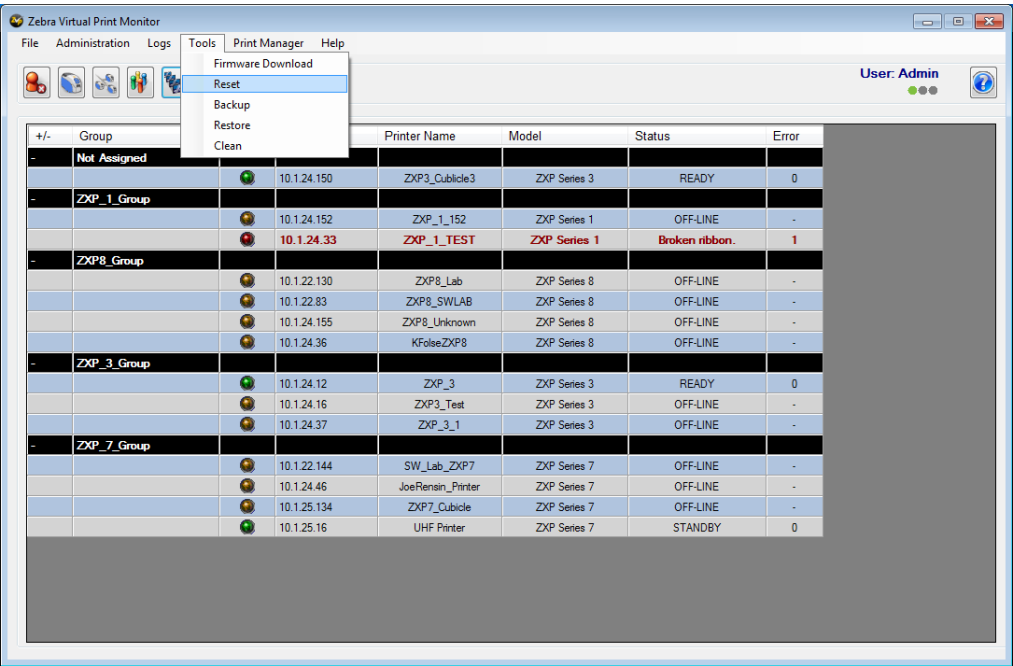 Zebra Virtual Print Monitor
File Administration Logs Tools Print Manager Help
Firmware Download
Reset
Backup
Restore
Clean
User: Admin
+/- Group Printer Name Model Status Error
- Not Assigned
10.1.24.150 ZXP3_Cublicle3 ZXP Series 3 READY 0
- ZXP_1_Group
10.1.24.152 ZXP_1_152 ZXP Series 1 OFF-LINE -
10.1.24.33 ZXP_1_TEST ZXP Series 1 Broken ribbon. 1
- ZXP8_Group
10.1.22.130 ZXP8_Lab ZXP Series 8 OFF-LINE -
10.1.22.83 ZXP8_SWLAB ZXP Series 8 OFF-LINE -
10.1.24.155 ZXP8_Unknown ZXP Series 8 OFF-LINE -
10.1.24.36 KFolseZXP8 ZXP Series 8 OFF-LINE -
- ZXP_3_Group
10.1.24.12 ZXP_3 ZXP Series 3 READY 0
10.1.24.16 ZXP3_Test ZXP Series 3 OFF-LINE -
10.1.24.37 ZXP_3_1 ZXP Series 3 OFF-LINE -
- ZXP_7_Group
10.1.22.144 SW_Lab_ZXP7 ZXP Series 7 OFF-LINE -
10.1.24.46 JoeRensin_Printer ZXP Series 7 OFF-LINE -
10.1.25.134 ZXP7_Cubicle ZXP Series 7 OFF-LINE -
10.1.25.16 UHF Printer ZXP Series 7 STANDBY 0